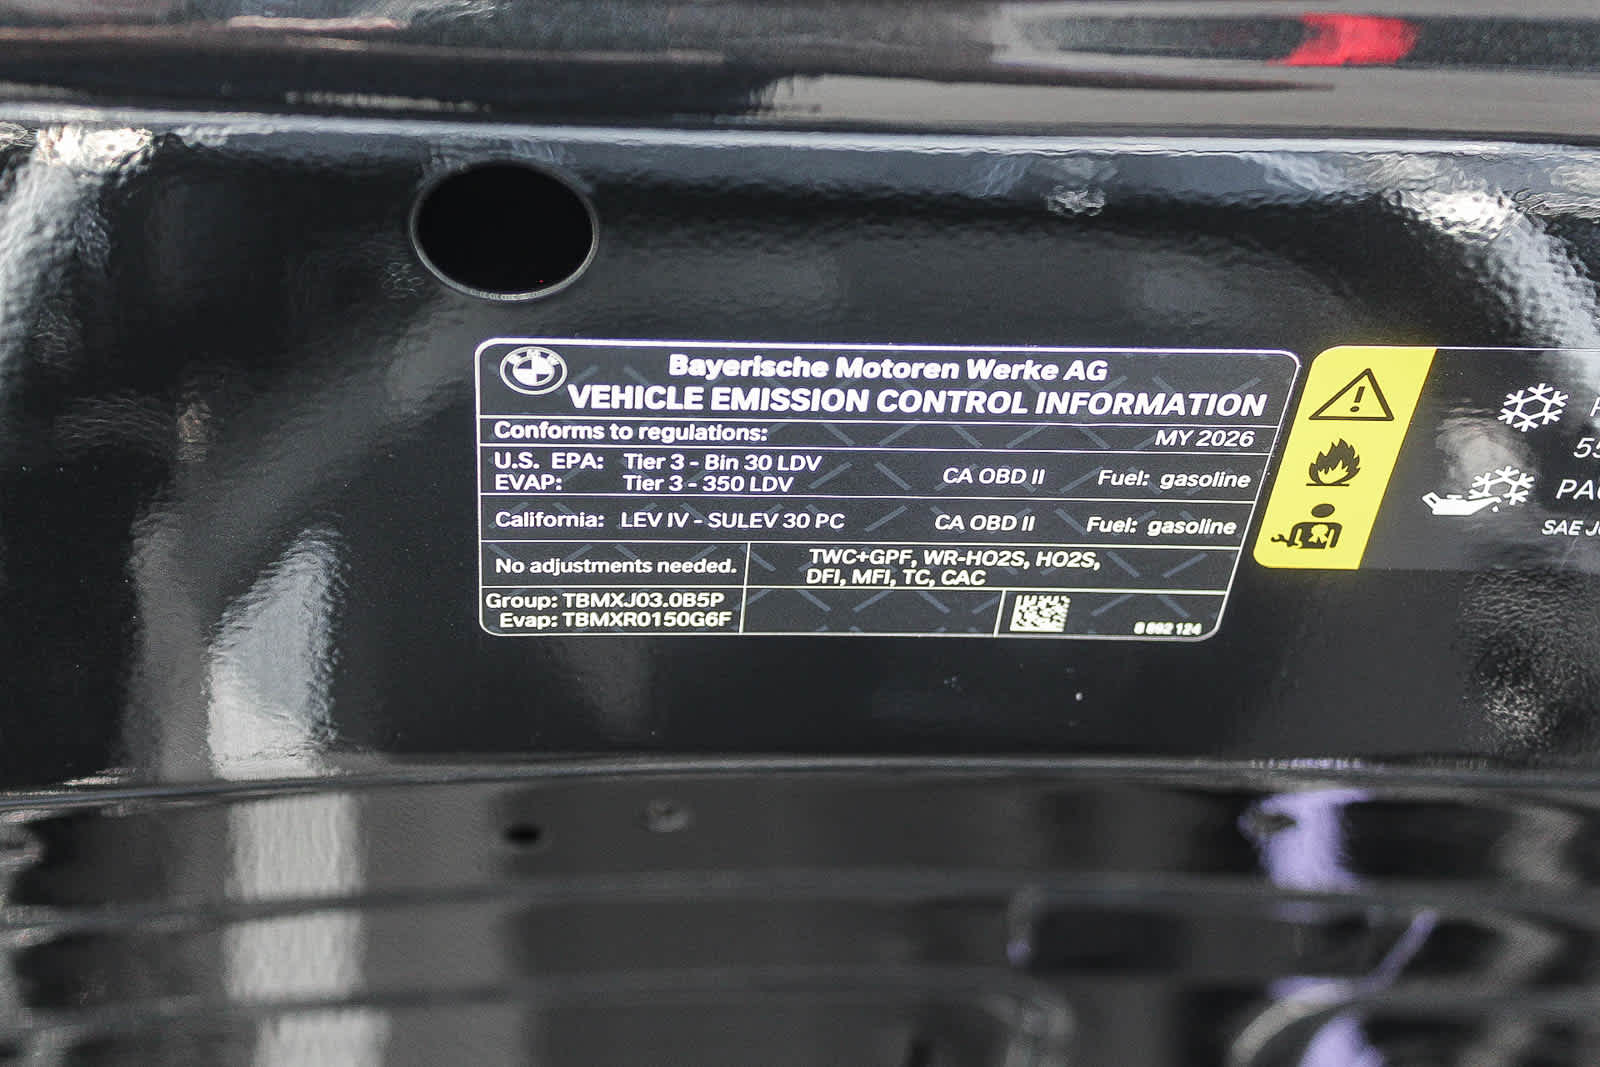 BMW
Bayerische Motoren Werke AG
VEHICLE EMISSION CONTROL INFORMATION
Conforms to regulations: MY 2026
U.S. EPA: Tier 3 - Bin 30 LDV CA OBD II Fuel: gasoline
EVAP: Tier 3 - 350 LDV
California: LEV IV - SULEV 30 PC CA OBD II Fuel: gasoline
No adjustments needed. TWC+GPF, WR-HO2S, HO2S,
DFI, MFI, TC, CAC
Group: TBMXJ03.0B5P
Evap: TBMXR0150G6F
8 892 124
SAE